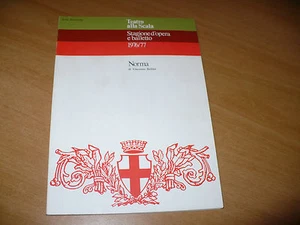 Teatro
alla Scala
Stagione d'opera
e balletto
1976/77
Norma
di Vincenzo Bellini